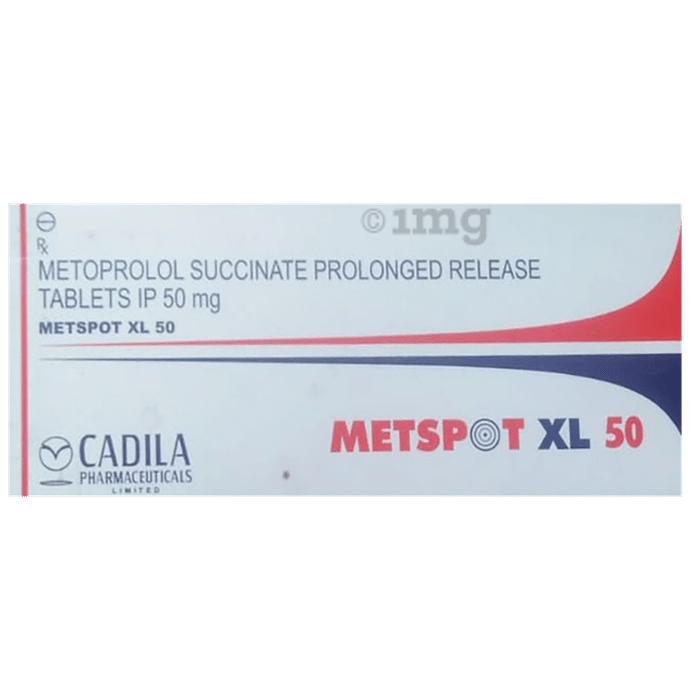 © 1mg
Rx
METOPROLOL SUCCINATE PROLONGED RELEASE
TABLETS IP 50 mg
METSPOT XL 50
METSPOT XL 50
CADILA
PHARMACEUTICALS
LIMITED